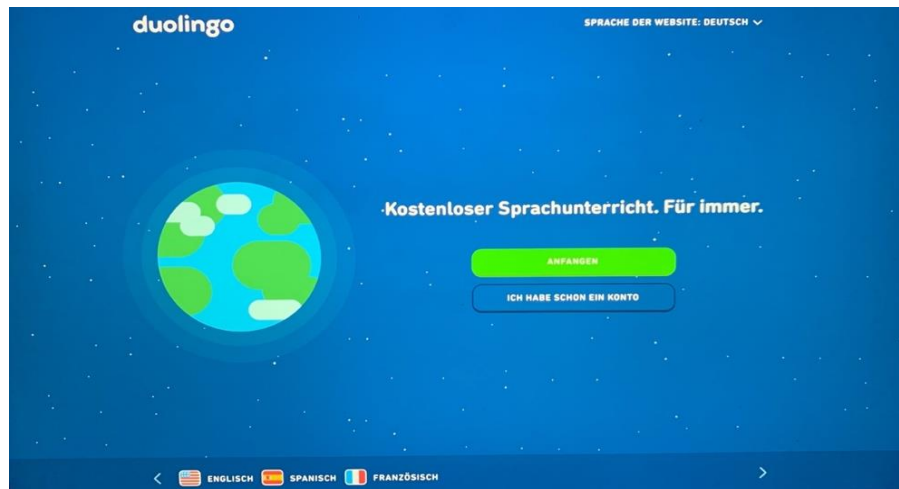 duolingo
SPRACHE DER WEBSITE: DEUTSCH
Kostenloser Sprachunterricht. Für immer.
ANFANGEN
ICH HABE SCHON EIN KONTO
ENGLISCH SPANISCH FRANZÖSISCH